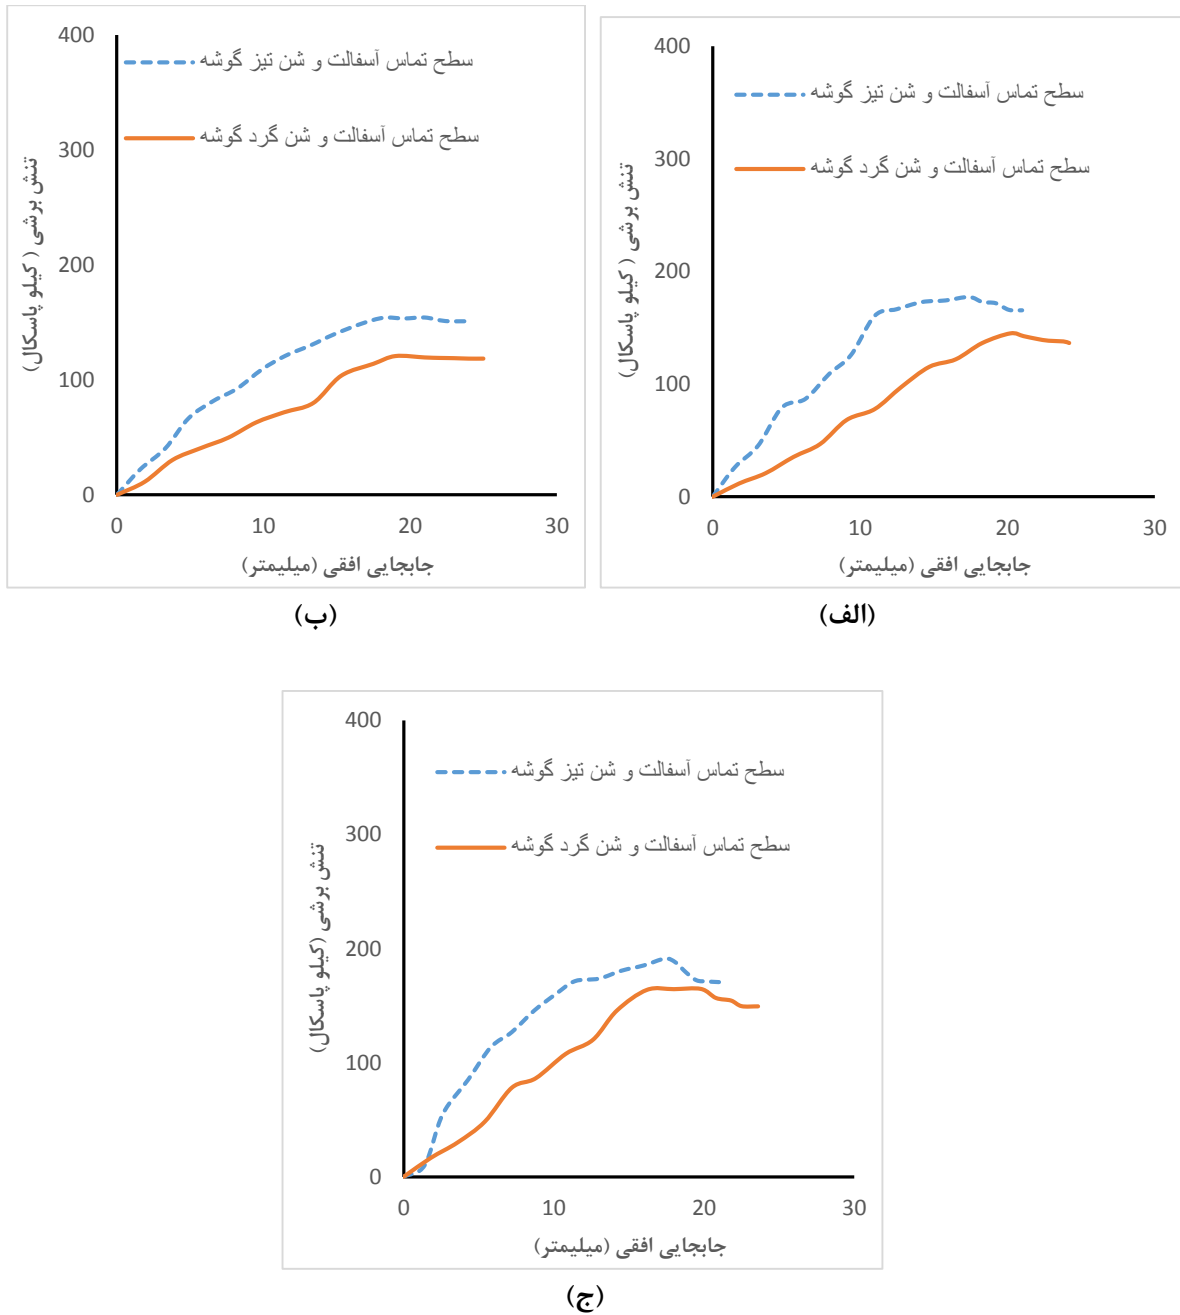 400
300
200
100
0
0 10 20 30
سطح تماس آسفالت و شن تیز گوشه
سطح تماس آسفالت و شن گرد گوشه
تنش برشی ( کیلو پاسکال)
جابجایی افقی (میلیمتر)
(الف)
400
300
200
100
0
0 10 20 30
سطح تماس آسفالت و شن تیز گوشه
سطح تماس آسفالت و شن گرد گوشه
تنش برشی (کیلو پاسکال)
جابجایی افقی (میلیمتر)
(ب)
400
300
200
100
0
0 10 20 30
سطح تماس آسفالت و شن تیز گوشه
سطح تماس آسفالت و شن گرد گوشه
تنش برشی (کیلو پاسکال)
جابجایی افقی (میلیمتر)
(ج)